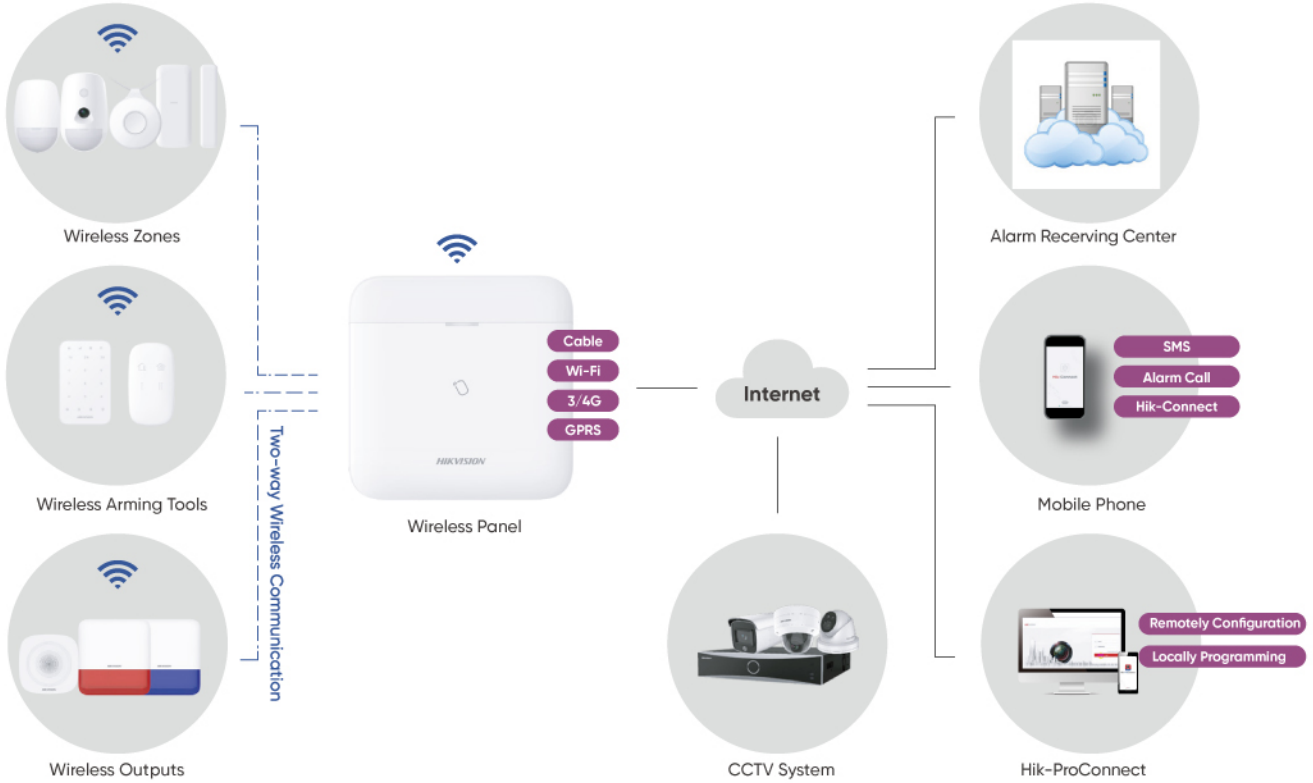 Wireless Zones
Wireless Arming Tools
Wireless Outputs
Two-way Wireless Communication
Cable
Wi-Fi
3/4G
GPRS
HIKVISION
Wireless Panel
Internet
CCTV System
Alarm Recerving Center
SMS
Alarm Call
Hik-Connect
Mobile Phone
Remotely Configuration
Locally Programming
Hik-ProConnect